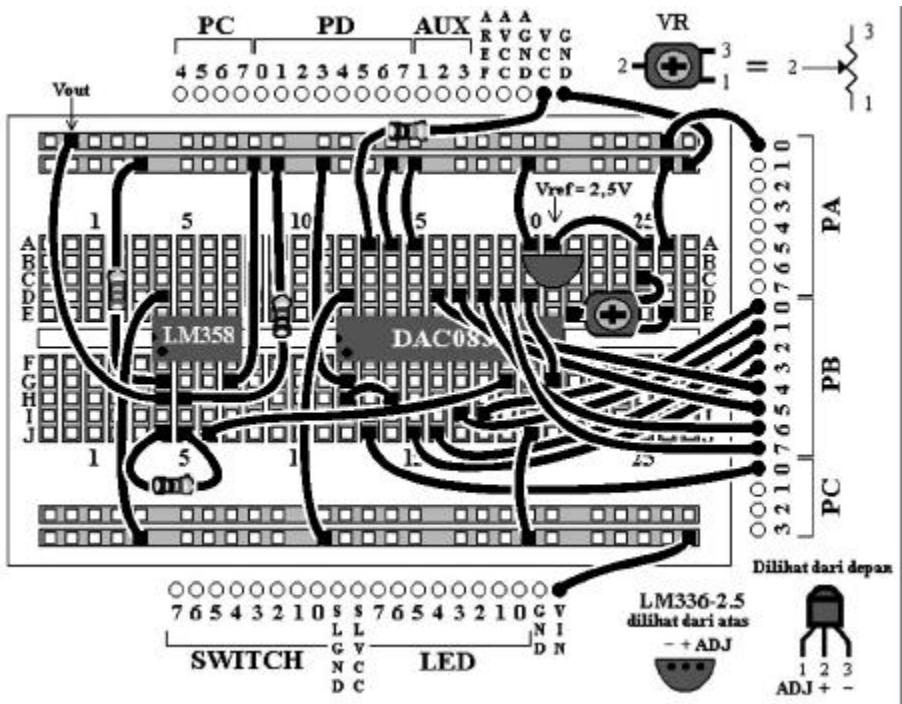 PC PD AUX
A R E F
A V C C
A G N D
V C C
G N D
4 5 6 7 0 1 2 3 4 5 6 7 1 2 3
VR
2 3 1 = 2 3 1
Vout
Vref = 2,5V
1 5 10 5 0 25
A A
B B
C C
D D
E E
LM358
DAC083
F
G
H
I
J J
1 5 1 15 25
0 1 2 3 4 5 6 7
PA
0 1 2 3 4 5 6 7
PB
0 1 2 3
PC
7 6 5 4 3 2 1 0
S L G N D
S L V C C
7 6 5 4 3 2 1 0
G N D
V I N
SWITCH LED
LM336-2.5
dilihat dari atas
− + ADJ
Dilihat dari depan
1 2 3
ADJ + −